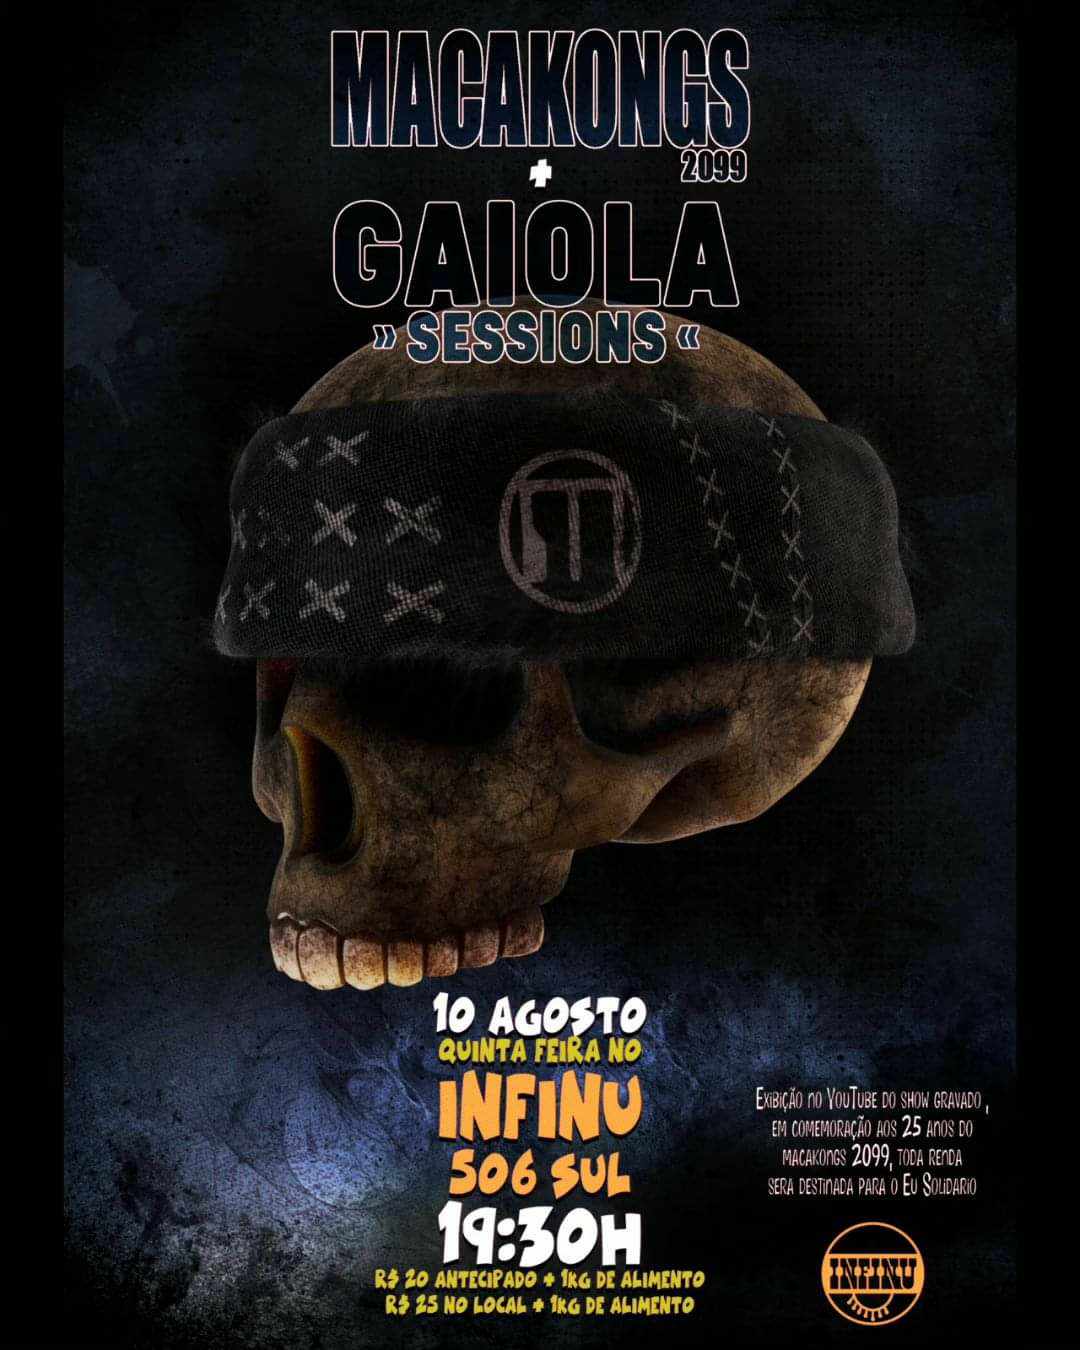 MACAKONGS
2099
+
GAIOLA
» SESSIONS «
10 AGOSTO
QUINTA FEIRA NO
INFINU
506 SUL
19:30H
R$ 20 ANTECIPADO + 1KG DE ALIMENTO
R$ 25 NO LOCAL + 1KG DE ALIMENTO
EXIBIÇÃO NO YOUTUBE DO SHOW GRAVADO ,
EM COMEMORAÇÃO AOS 25 ANOS DO
MACAKONGS 2099, TODA RENDA
SERA DESTINADA PARA O EU SOLIDARIO
INFINU